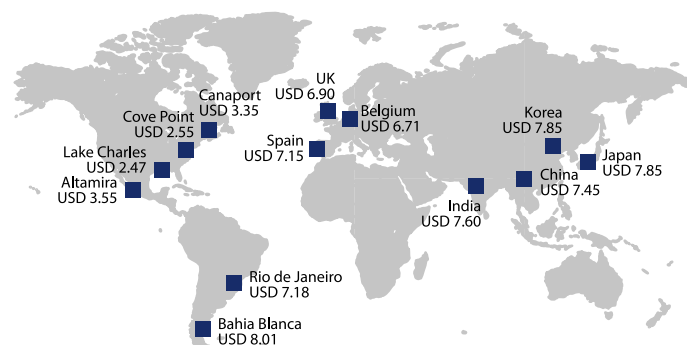 UK
USD 6.90
Canaport
USD 3.35
Cove Point
USD 2.55
Belgium
USD 6.71
Korea
USD 7.85
Spain
USD 7.15
Lake Charles
USD 2.47
Japan
USD 7.85
Altamira
USD 3.55
China
USD 7.45
India
USD 7.60
Rio de Janeiro
USD 7.18
Bahia Blanca
USD 8.01